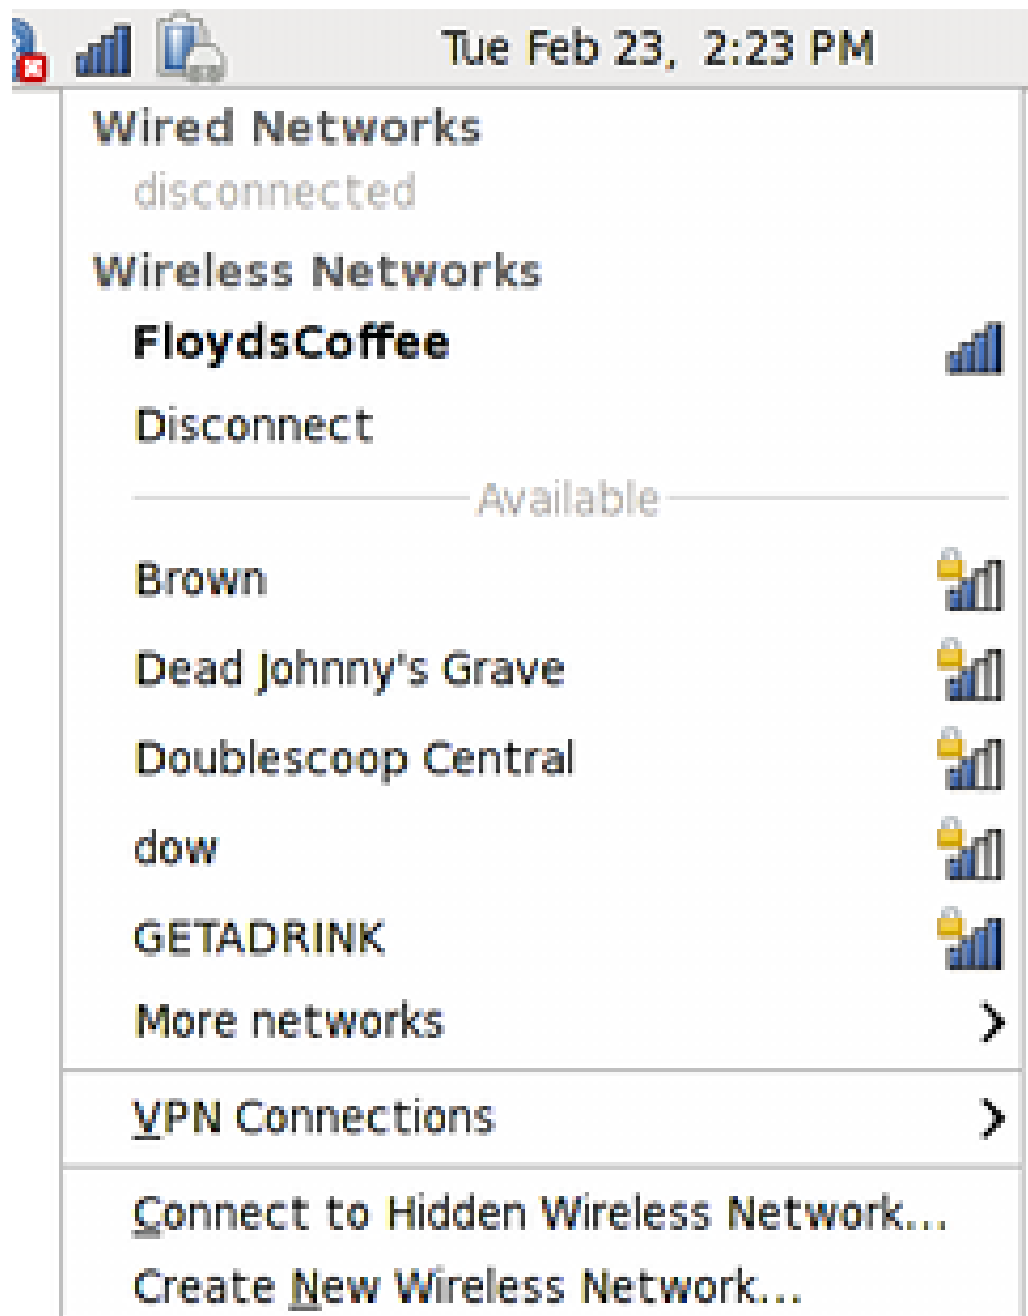 Tue Feb 23, 2:23 PM
Wired Networks
disconnected
Wireless Networks
FloydsCoffee
Disconnect
Available
Brown
Dead Johnny's Grave
Doublescoop Central
dow
GETADRINK
More networks
VPN Connections
Connect to Hidden Wireless Network...
Create New Wireless Network...